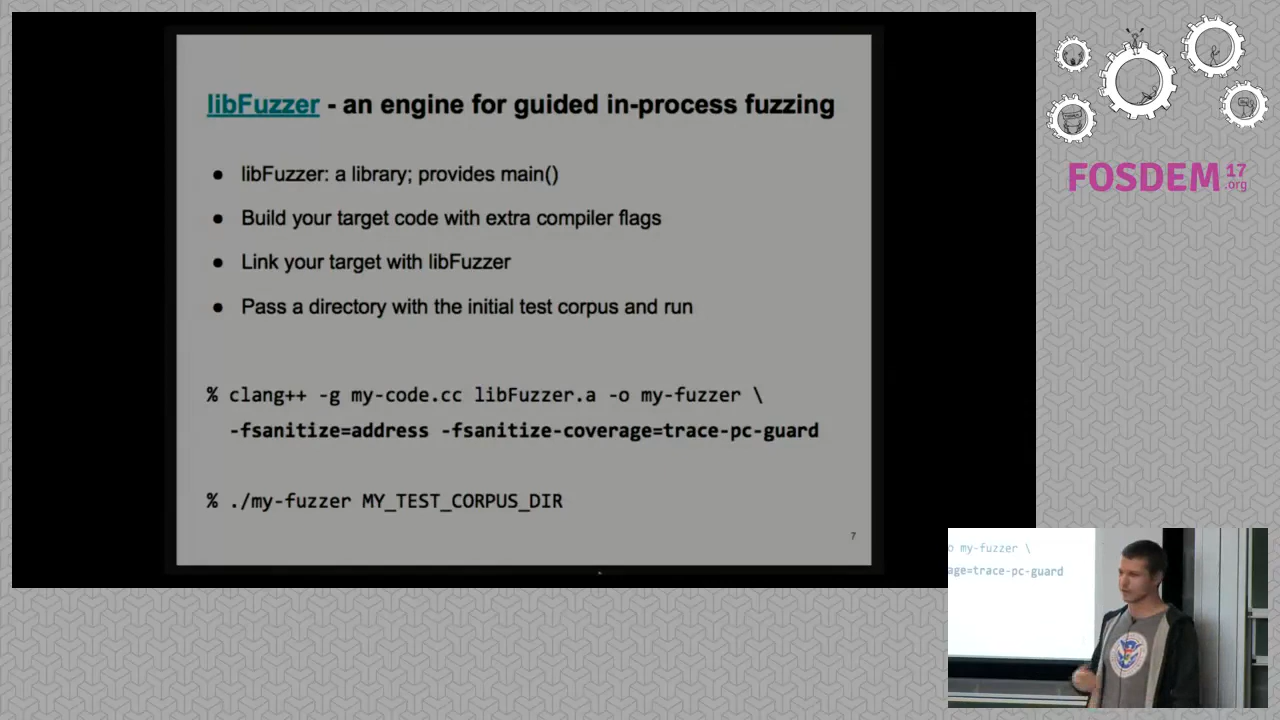 libFuzzer - an engine for guided in-process fuzzing
● libFuzzer: a library; provides main()
● Build your target code with extra compiler flags
● Link your target with libFuzzer
● Pass a directory with the initial test corpus and run
% clang++ -g my-code.cc libFuzzer.a -o my-fuzzer \
-fsanitize=address -fsanitize-coverage=trace-pc-guard
% ./my-fuzzer MY_TEST_CORPUS_DIR
7
FOSDEM 17
.org
o my-fuzzer \
age=trace-pc-guard